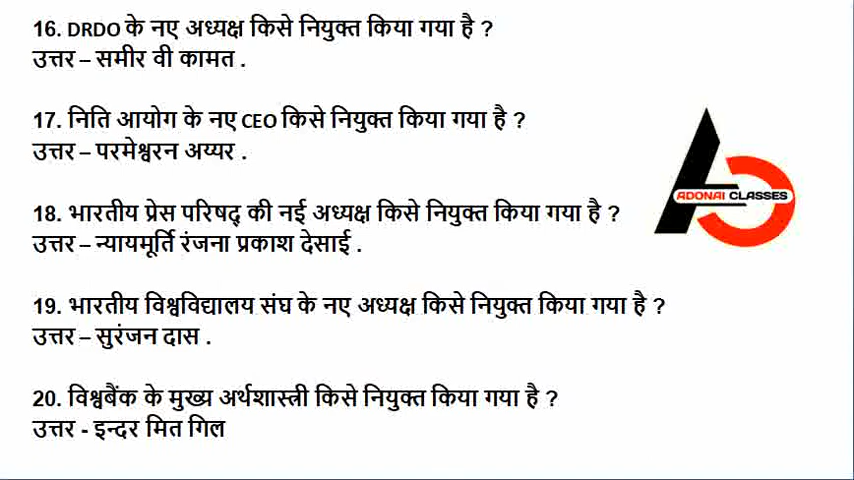 16. DRDO के नए अध्यक्ष किसे नियुक्त किया गया है ?
उत्तर – समीर वी कामत .
17. निति आयोग के नए CEO किसे नियुक्त किया गया है ?
उत्तर – परमेश्वरन अय्यर .
18. भारतीय प्रेस परिषद् की नई अध्यक्ष किसे नियुक्त किया गया है ?
उत्तर – न्यायमूर्ति रंजना प्रकाश देसाई .
19. भारतीय विश्वविद्यालय संघ के नए अध्यक्ष किसे नियुक्त किया गया है ?
उत्तर – सुरंजन दास .
20. विश्वबैंक के मुख्य अर्थशास्त्री किसे नियुक्त किया गया है ?
उत्तर - इन्दर मित गिल
ADONAI CLASSES